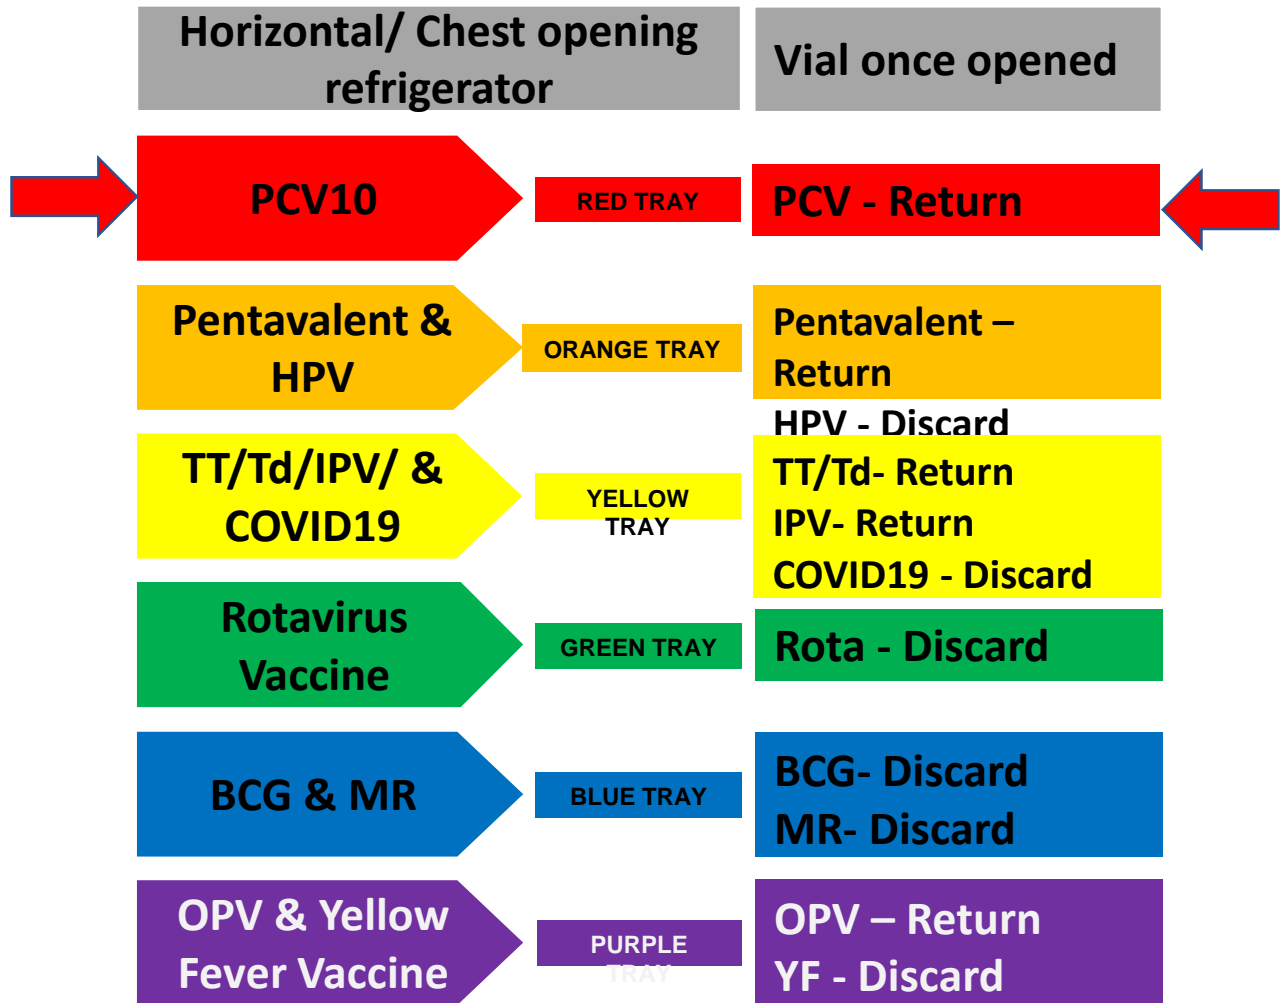 Horizontal/ Chest opening
refrigerator
Vial once opened
PCV10
RED TRAY
PCV - Return
Pentavalent &
HPV
ORANGE TRAY
Pentavalent –
Return
HPV - Discard
TT/Td/IPV/ &
COVID19
YELLOW
TRAY
TT/Td- Return
IPV- Return
COVID19 - Discard
Rotavirus
Vaccine
GREEN TRAY
Rota - Discard
BCG & MR
BLUE TRAY
BCG- Discard
MR- Discard
OPV & Yellow
Fever Vaccine
PURPLE
TRAY
OPV – Return
YF - Discard